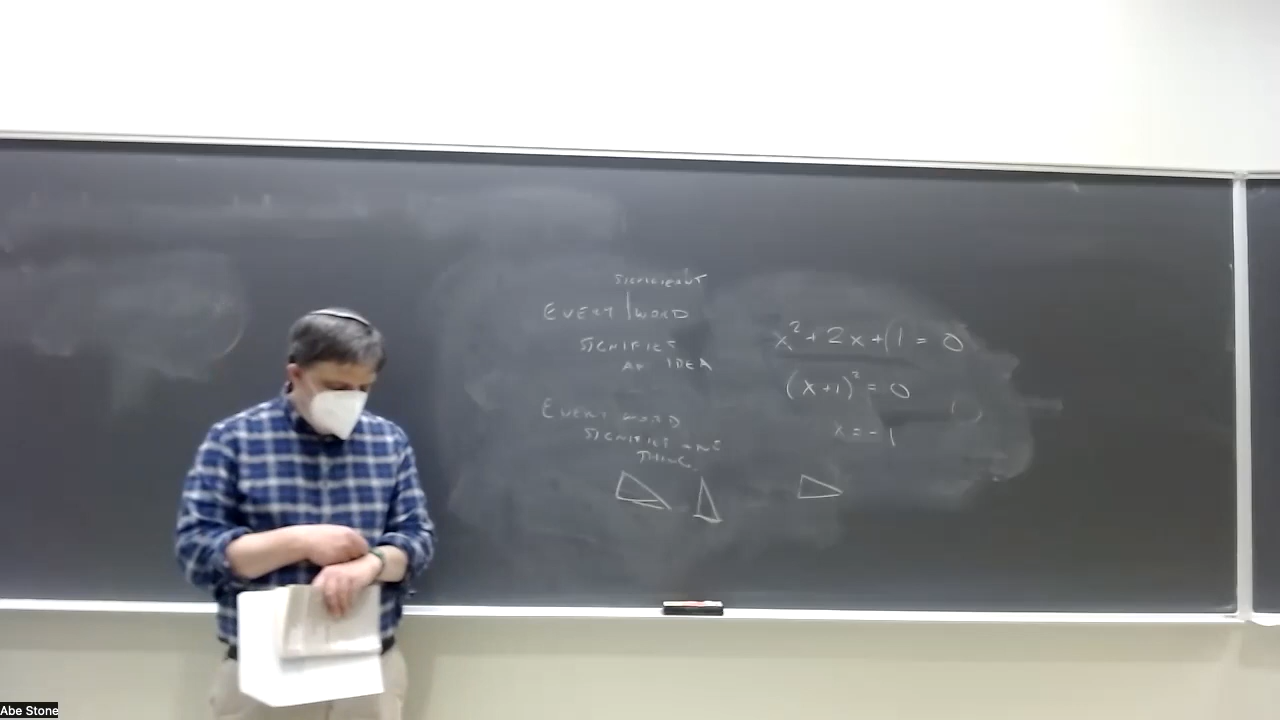 SIGNIFICANT
EVERY | WORD
SIGNIFIES
AN IDEA
EVERY WORD
SIGNIFIES ONE
THING
x² + 2x + 1 = 0
(x+1)² = 0
x = -1
Abe Stone